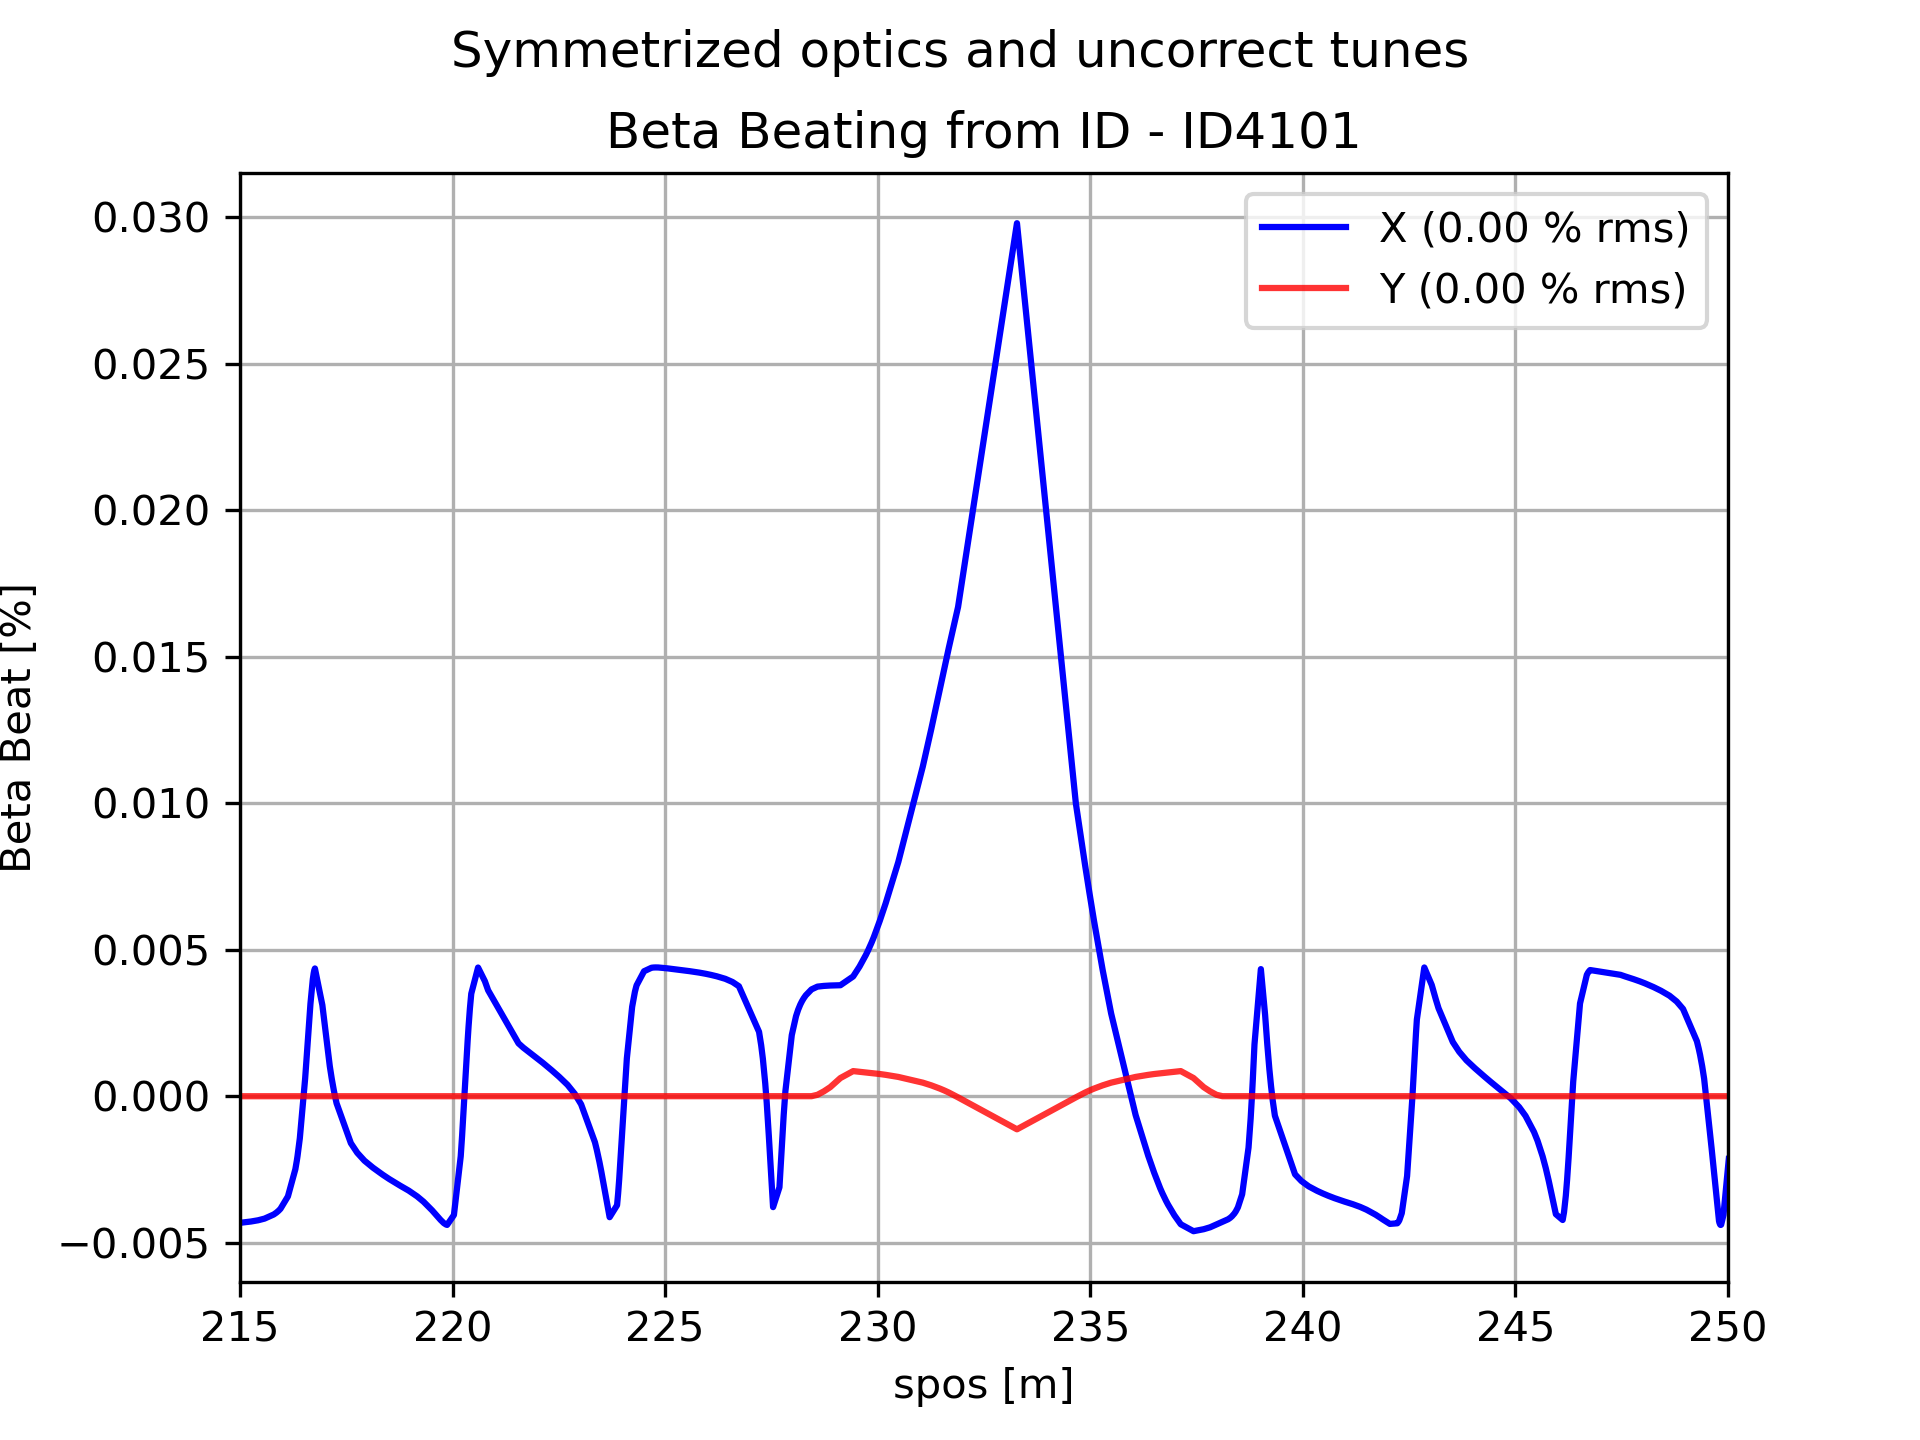 Symmetrized optics and uncorrect tunes
Beta Beating from ID - ID4101
X (0.00 % rms)
Y (0.00 % rms)
Beta Beat [%]
0.030
0.025
0.020
0.015
0.010
0.005
0.000
−0.005
215 220 225 230 235 240 245 250
spos [m]